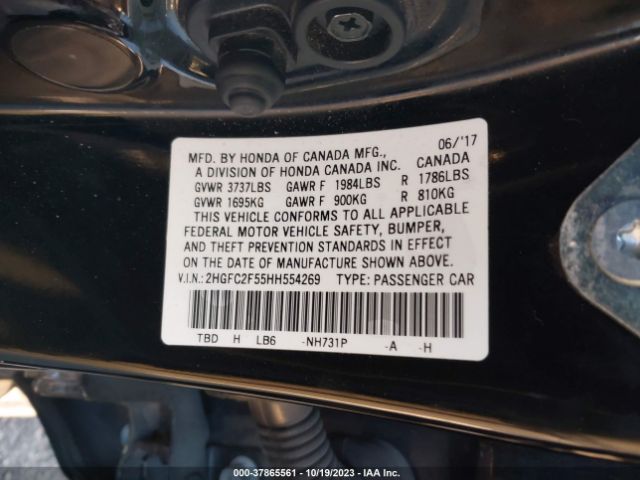 06/'17
MFD. BY HONDA OF CANADA MFG.,
A DIVISION OF HONDA CANADA INC. CANADA
GVWR 3737LBS GAWR F 1984LBS R 1786LBS
GVWR 1695KG GAWR F 900KG R 810KG
THIS VEHICLE CONFORMS TO ALL APPLICABLE
FEDERAL MOTOR VEHICLE SAFETY, BUMPER,
AND THEFT PREVENTION STANDARDS IN EFFECT
ON THE DATE OF MANUFACTURE SHOWN ABOVE.
V.I.N.: 2HGFC2F55HH554269 TYPE: PASSENGER CAR
TBD H LB6 -NH731P -A -H
000-37865561 - 10/19/2023 - IAA Inc.